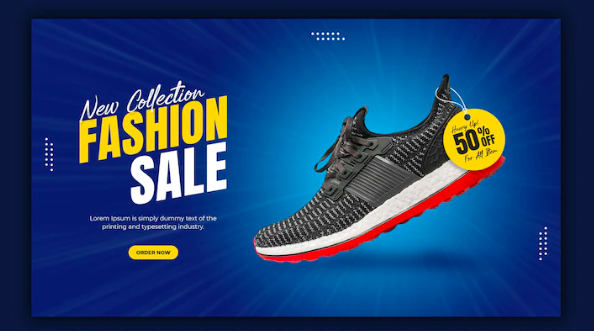 New Collection
FASHION
SALE
Lorem Ipsum is simply dummy text of the
printing and typesetting industry.
ORDER NOW
Hurry Up!
50% OFF
For All Item